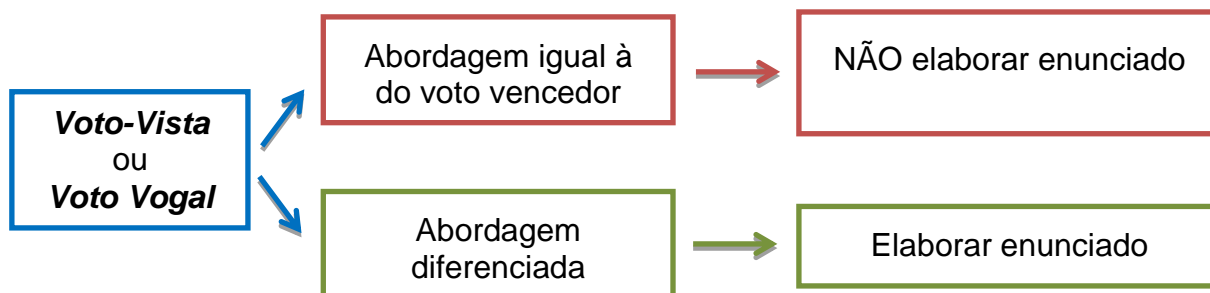 Voto-Vista
ou
Voto Vogal
Abordagem igual à
do voto vencedor
NÃO elaborar enunciado
Abordagem
diferenciada
Elaborar enunciado